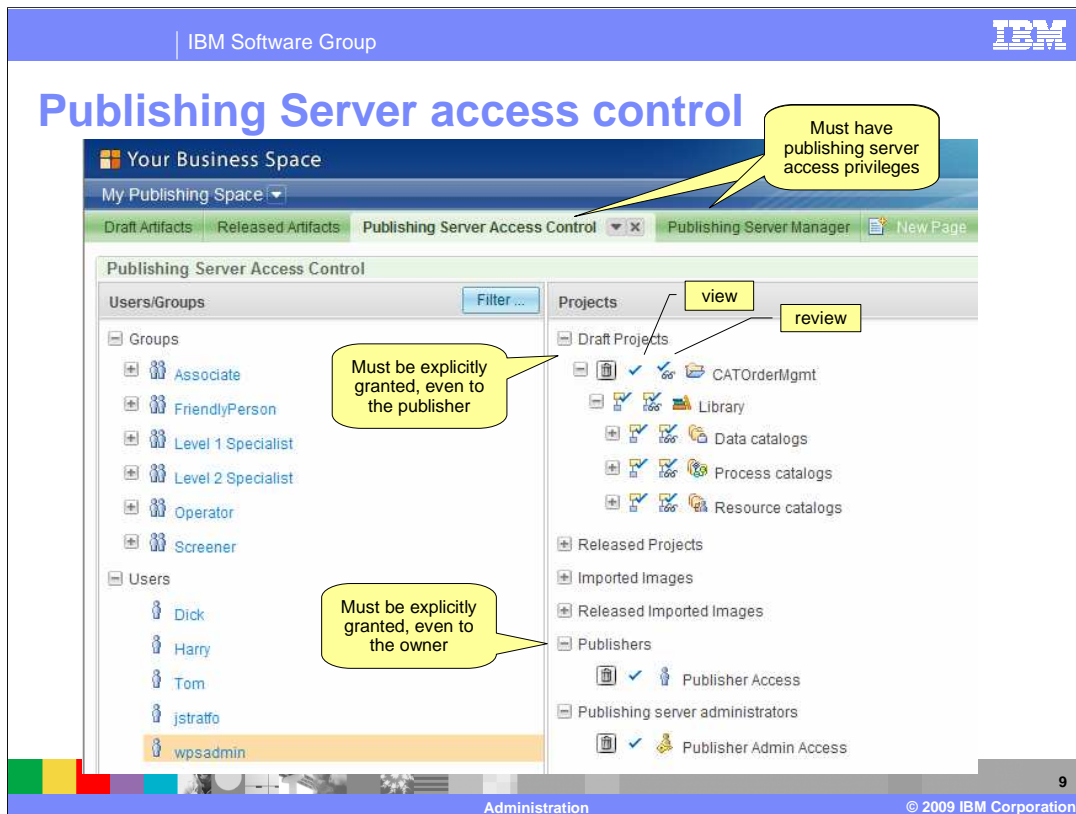 IBM Software Group
IBM
Publishing Server access control
Must have
publishing server
access privileges
Your Business Space
My Publishing Space
Draft Artifacts Released Artifacts Publishing Server Access Control Publishing Server Manager New Page
Publishing Server Access Control
Users/Groups Filter ... Projects
view
review
Groups
Associate
FriendlyPerson
Level 1 Specialist
Level 2 Specialist
Operator
Screener
Users
Dick
Harry
Tom
jstratfo
wpsadmin
Must be explicitly
granted, even to
the publisher
Must be explicitly
granted, even to
the owner
Draft Projects
CATOrderMgmt
Library
Data catalogs
Process catalogs
Resource catalogs
Released Projects
Imported Images
Released Imported Images
Publishers
Publisher Access
Publishing server administrators
Publisher Admin Access
9
Administration
© 2009 IBM Corporation